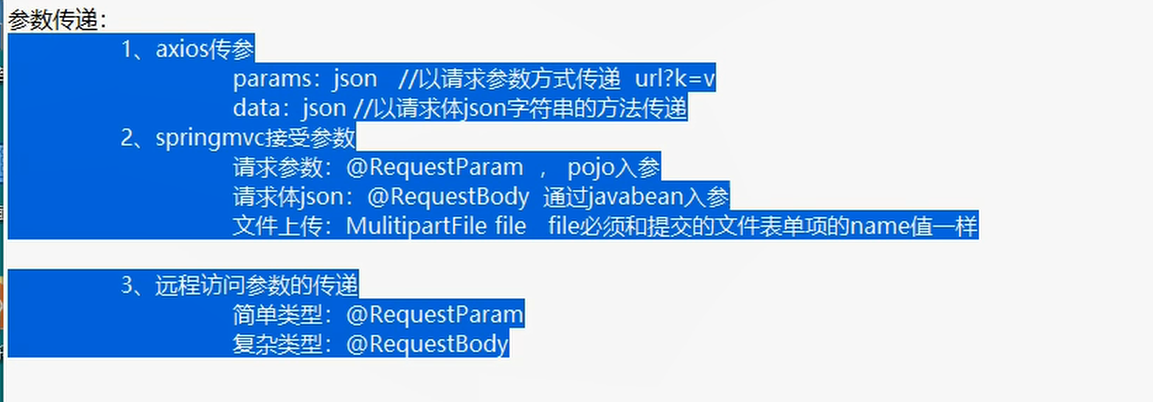 参数传递：
1、axios传参
params：json //以请求参数方式传递 url?k=v
data：json //以请求体json字符串的方法传递
2、springmvc接受参数
请求参数：@RequestParam ， pojo入参
请求体json：@RequestBody 通过javabean入参
文件上传：MulitipartFile file file必须和提交的文件表单项的name值一样
3、远程访问参数的传递
简单类型：@RequestParam
复杂类型：@RequestBody